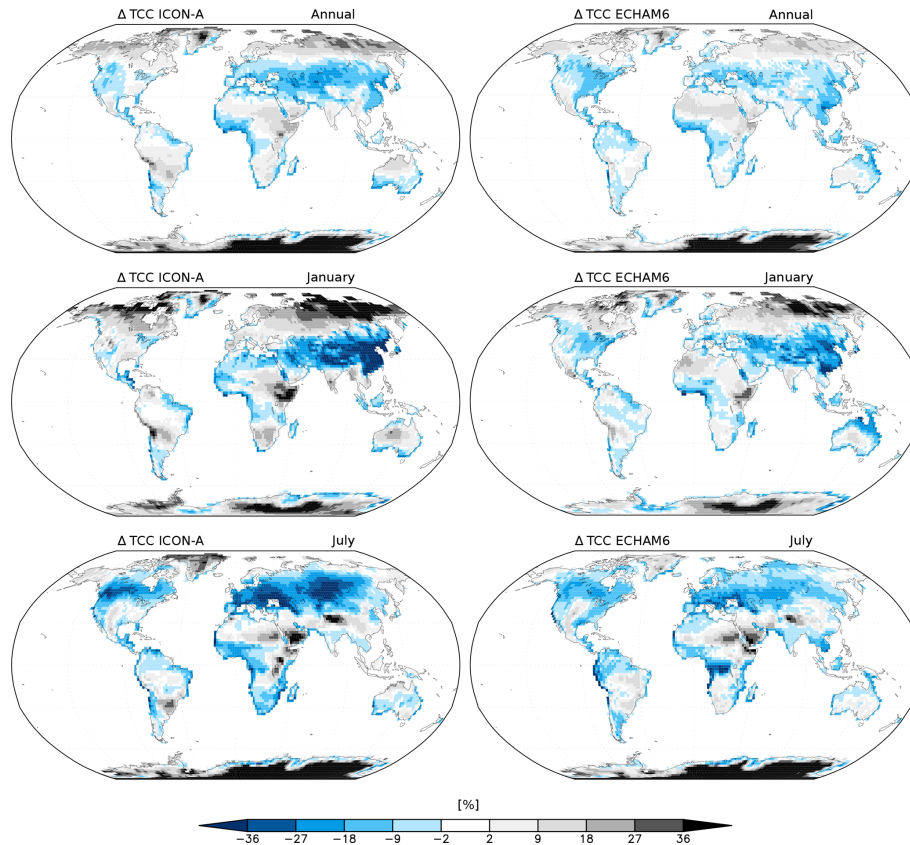 Δ TCC ICON-A Annual
Δ TCC ECHAM6 Annual
Δ TCC ICON-A January
Δ TCC ECHAM6 January
Δ TCC ICON-A July
Δ TCC ECHAM6 July
[%]
−36 −27 −18 −9 −2 2 9 18 27 36